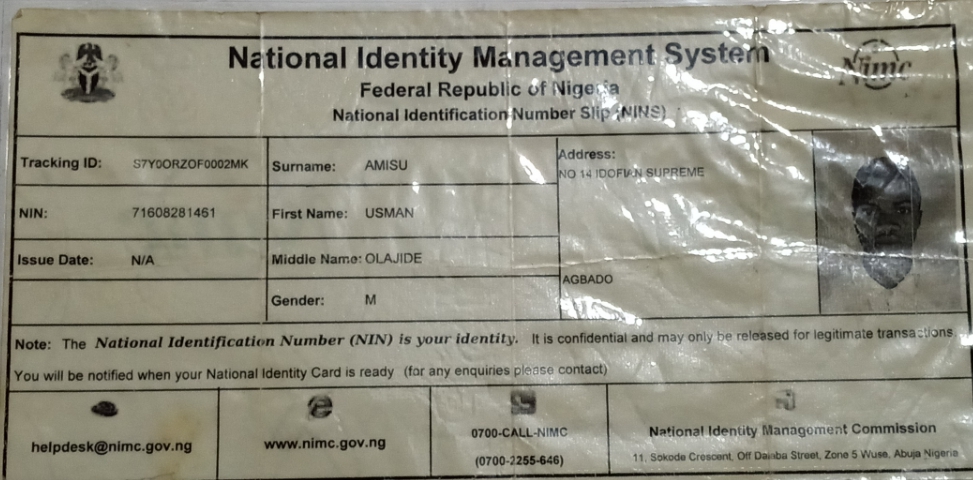 National Identity Management System
Federal Republic of Nigeria
National Identification Number Slip (NINS)
Nimc
Tracking ID: S7Y0ORZOF0002MK
Surname: AMISU
Address:
NO 14 IDOFIAN SUPREME
NIN: 71608281461
First Name: USMAN
Issue Date: N/A
Middle Name: OLAJIDE
AGBADO
Gender: M
Note: The National Identification Number (NIN) is your identity. It is confidential and may only be released for legitimate transactions.
You will be notified when your National Identity Card is ready (for any enquiries please contact)
helpdesk@nimc.gov.ng
www.nimc.gov.ng
0700-CALL-NIMC
(0700-2255-646)
National Identity Management Commission
11, Sokode Crescent, Off Dalaba Street, Zone 5 Wuse, Abuja Nigeria